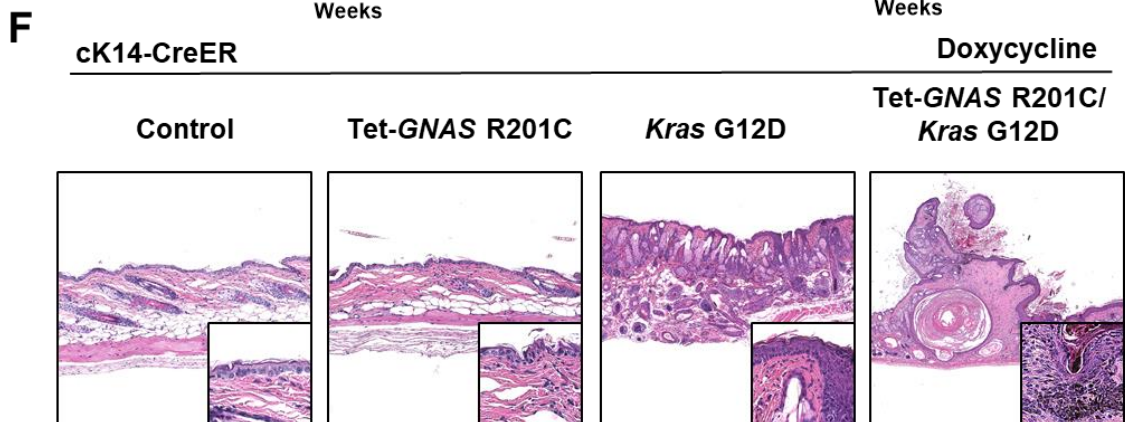 Weeks
Weeks
F
cK14-CreER
Doxycycline
Control
Tet-GNAS R201C
Kras G12D
Tet-GNAS R201C/
Kras G12D